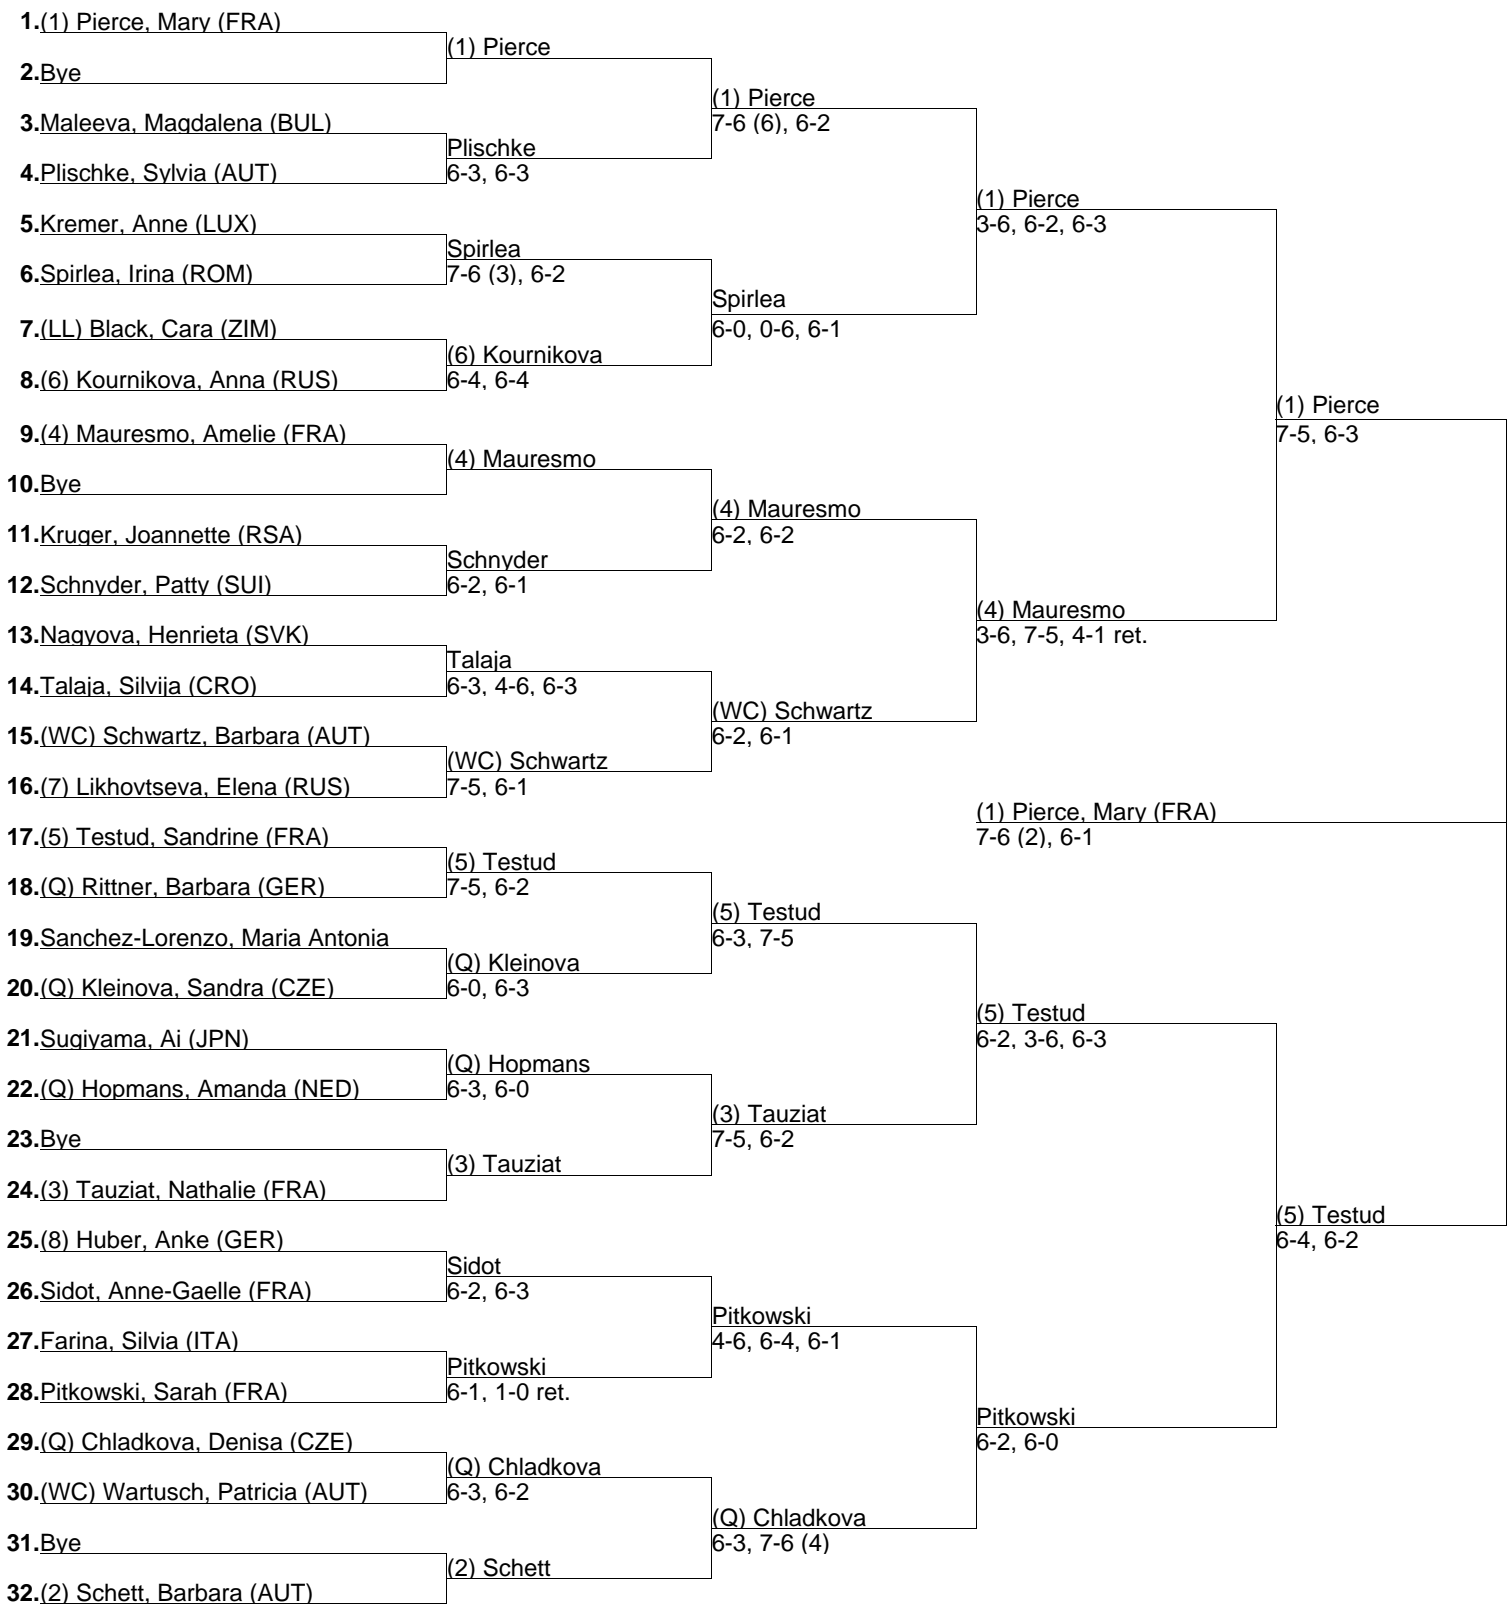 1.(1) Pierce, Mary (FRA)
(1) Pierce
2.Bye
(1) Pierce
7-6 (6), 6-2
3.Maleeva, Magdalena (BUL)
Plischke
6-3, 6-3
4.Plischke, Sylvia (AUT)
(1) Pierce
3-6, 6-2, 6-3
5.Kremer, Anne (LUX)
Spirlea
7-6 (3), 6-2
6.Spirlea, Irina (ROM)
Spirlea
6-0, 0-6, 6-1
7.(LL) Black, Cara (ZIM)
(6) Kournikova
6-4, 6-4
8.(6) Kournikova, Anna (RUS)
(1) Pierce
7-5, 6-3
9.(4) Mauresmo, Amelie (FRA)
(4) Mauresmo
10.Bye
(4) Mauresmo
6-2, 6-2
11.Kruger, Joannette (RSA)
Schnyder
6-2, 6-1
12.Schnyder, Patty (SUI)
(4) Mauresmo
3-6, 7-5, 4-1 ret.
13.Nagyova, Henrieta (SVK)
Talaja
6-3, 4-6, 6-3
14.Talaja, Silvija (CRO)
(WC) Schwartz
6-2, 6-1
15.(WC) Schwartz, Barbara (AUT)
(WC) Schwartz
7-5, 6-1
16.(7) Likhovtseva, Elena (RUS)
(1) Pierce, Mary (FRA)
7-6 (2), 6-1
17.(5) Testud, Sandrine (FRA)
(5) Testud
7-5, 6-2
18.(Q) Rittner, Barbara (GER)
(5) Testud
6-3, 7-5
19.Sanchez-Lorenzo, Maria Antonia
(Q) Kleinova
6-0, 6-3
20.(Q) Kleinova, Sandra (CZE)
(5) Testud
6-2, 3-6, 6-3
21.Sugiyama, Ai (JPN)
(Q) Hopmans
6-3, 6-0
22.(Q) Hopmans, Amanda (NED)
(3) Tauziat
7-5, 6-2
23.Bye
(3) Tauziat
24.(3) Tauziat, Nathalie (FRA)
(5) Testud
6-4, 6-2
25.(8) Huber, Anke (GER)
Sidot
6-2, 6-3
26.Sidot, Anne-Gaelle (FRA)
Pitkowski
4-6, 6-4, 6-1
27.Farina, Silvia (ITA)
Pitkowski
6-1, 1-0 ret.
28.Pitkowski, Sarah (FRA)
Pitkowski
6-2, 6-0
29.(Q) Chladkova, Denisa (CZE)
(Q) Chladkova
6-3, 6-2
30.(WC) Wartusch, Patricia (AUT)
(Q) Chladkova
6-3, 7-6 (4)
31.Bye
(2) Schett
32.(2) Schett, Barbara (AUT)